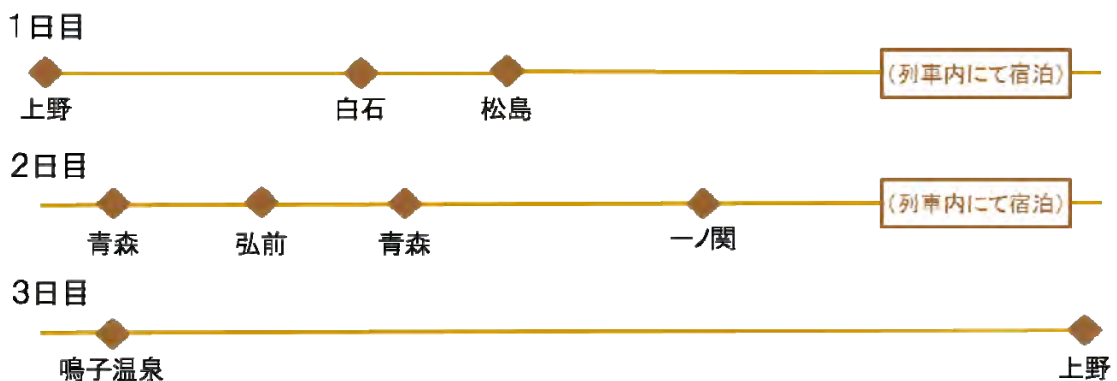 1日目
(列車内にて宿泊)
上野 白石 松島
2日目
(列車内にて宿泊)
青森 弘前 青森 一ノ関
3日目
鳴子温泉 上野